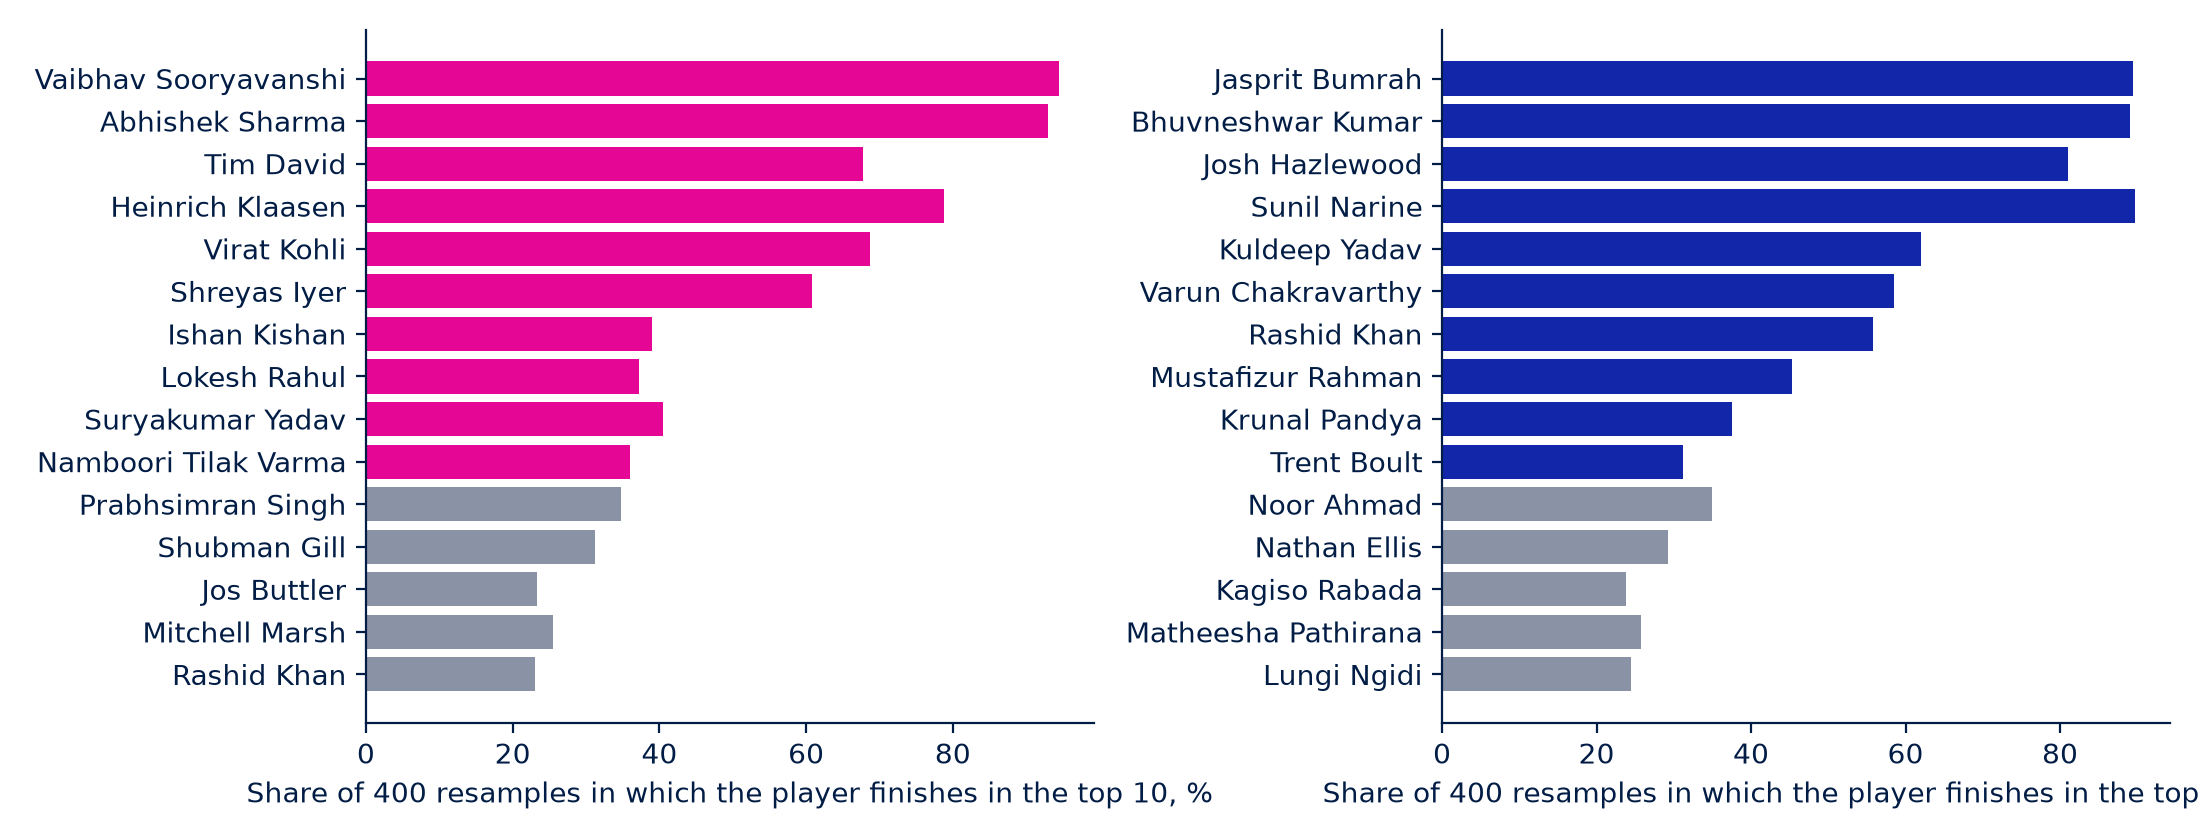 Vaibhav Sooryavanshi
Abhishek Sharma
Tim David
Heinrich Klaasen
Virat Kohli
Shreyas Iyer
Ishan Kishan
Lokesh Rahul
Suryakumar Yadav
Namboori Tilak Varma
Prabhsimran Singh
Shubman Gill
Jos Buttler
Mitchell Marsh
Rashid Khan
0 20 40 60 80
Share of 400 resamples in which the player finishes in the top 10, %
Jasprit Bumrah
Bhuvneshwar Kumar
Josh Hazlewood
Sunil Narine
Kuldeep Yadav
Varun Chakravarthy
Rashid Khan
Mustafizur Rahman
Krunal Pandya
Trent Boult
Noor Ahmad
Nathan Ellis
Kagiso Rabada
Matheesha Pathirana
Lungi Ngidi
0 20 40 60 80
Share of 400 resamples in which the player finishes in the top